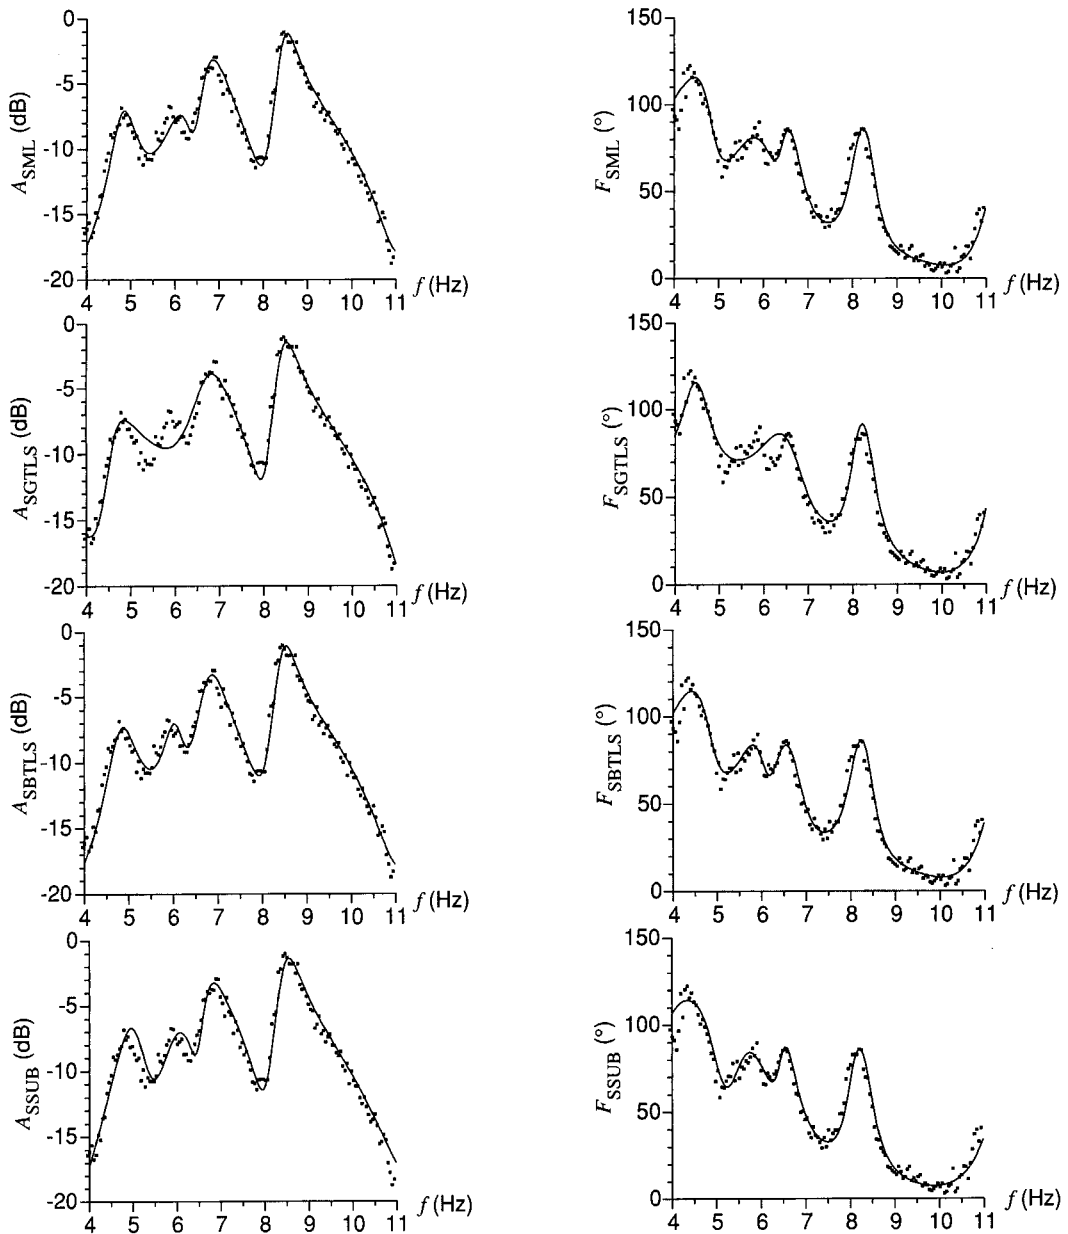 0
-5
-10
-15
-20
A_SML (dB)
4 5 6 7 8 9 10 11
f (Hz)
150
100
50
0
F_SML (°)
4 5 6 7 8 9 10 11
f (Hz)
0
-5
-10
-15
-20
A_SGTLS (dB)
4 5 6 7 8 9 10 11
f (Hz)
150
100
50
0
F_SGTLS (°)
4 5 6 7 8 9 10 11
f (Hz)
0
-5
-10
-15
-20
A_SBTLS (dB)
4 5 6 7 8 9 10 11
f (Hz)
150
100
50
0
F_SBTLS (°)
4 5 6 7 8 9 10 11
f (Hz)
0
-5
-10
-15
-20
A_SSUB (dB)
4 5 6 7 8 9 10 11
f (Hz)
150
100
50
0
F_SSUB (°)
4 5 6 7 8 9 10 11
f (Hz)